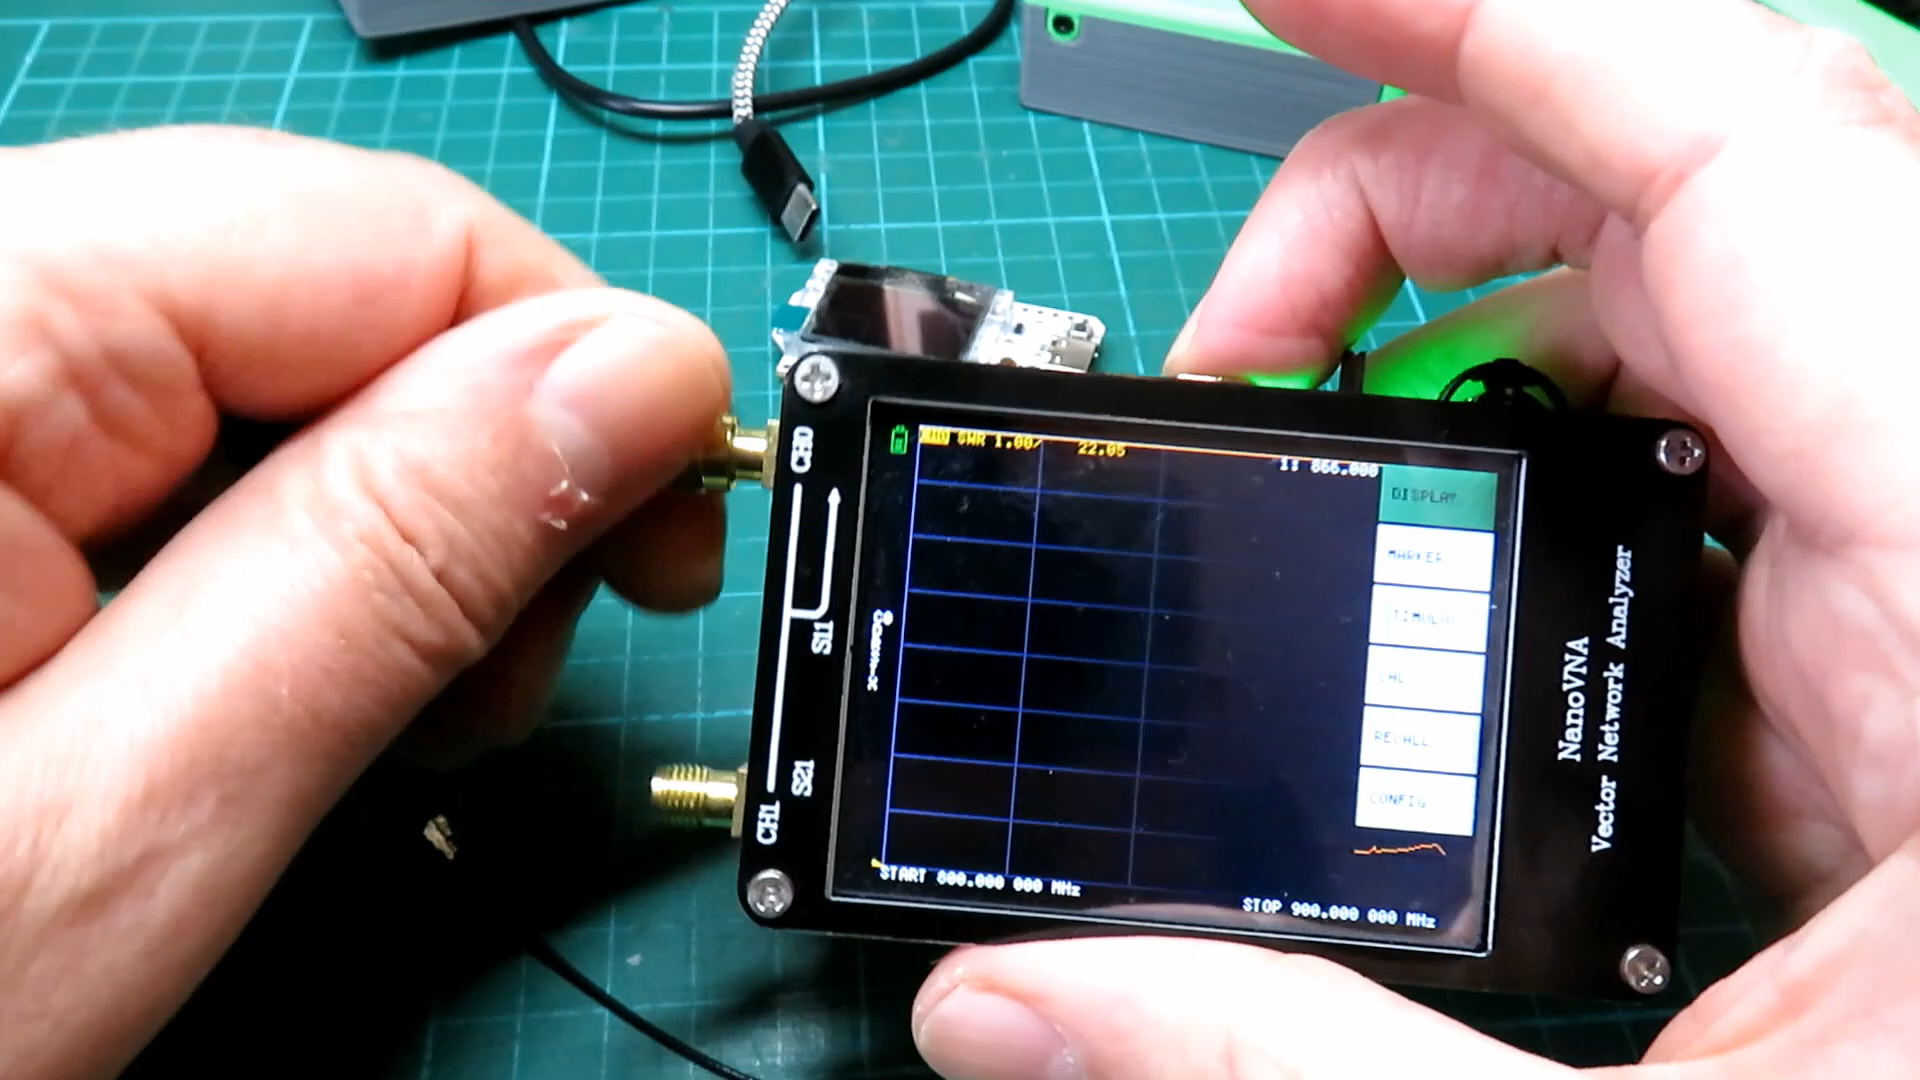 SWR 1.00/ 22.05
1: 866.000
DISPLAY
MARKER
STIMULUS
CAL
RECALL
CONFIG
START 800.000 000 MHz
STOP 900.000 000 MHz
CH0
S11
S21
CH1
NanoVNA
Vector Network Analyzer